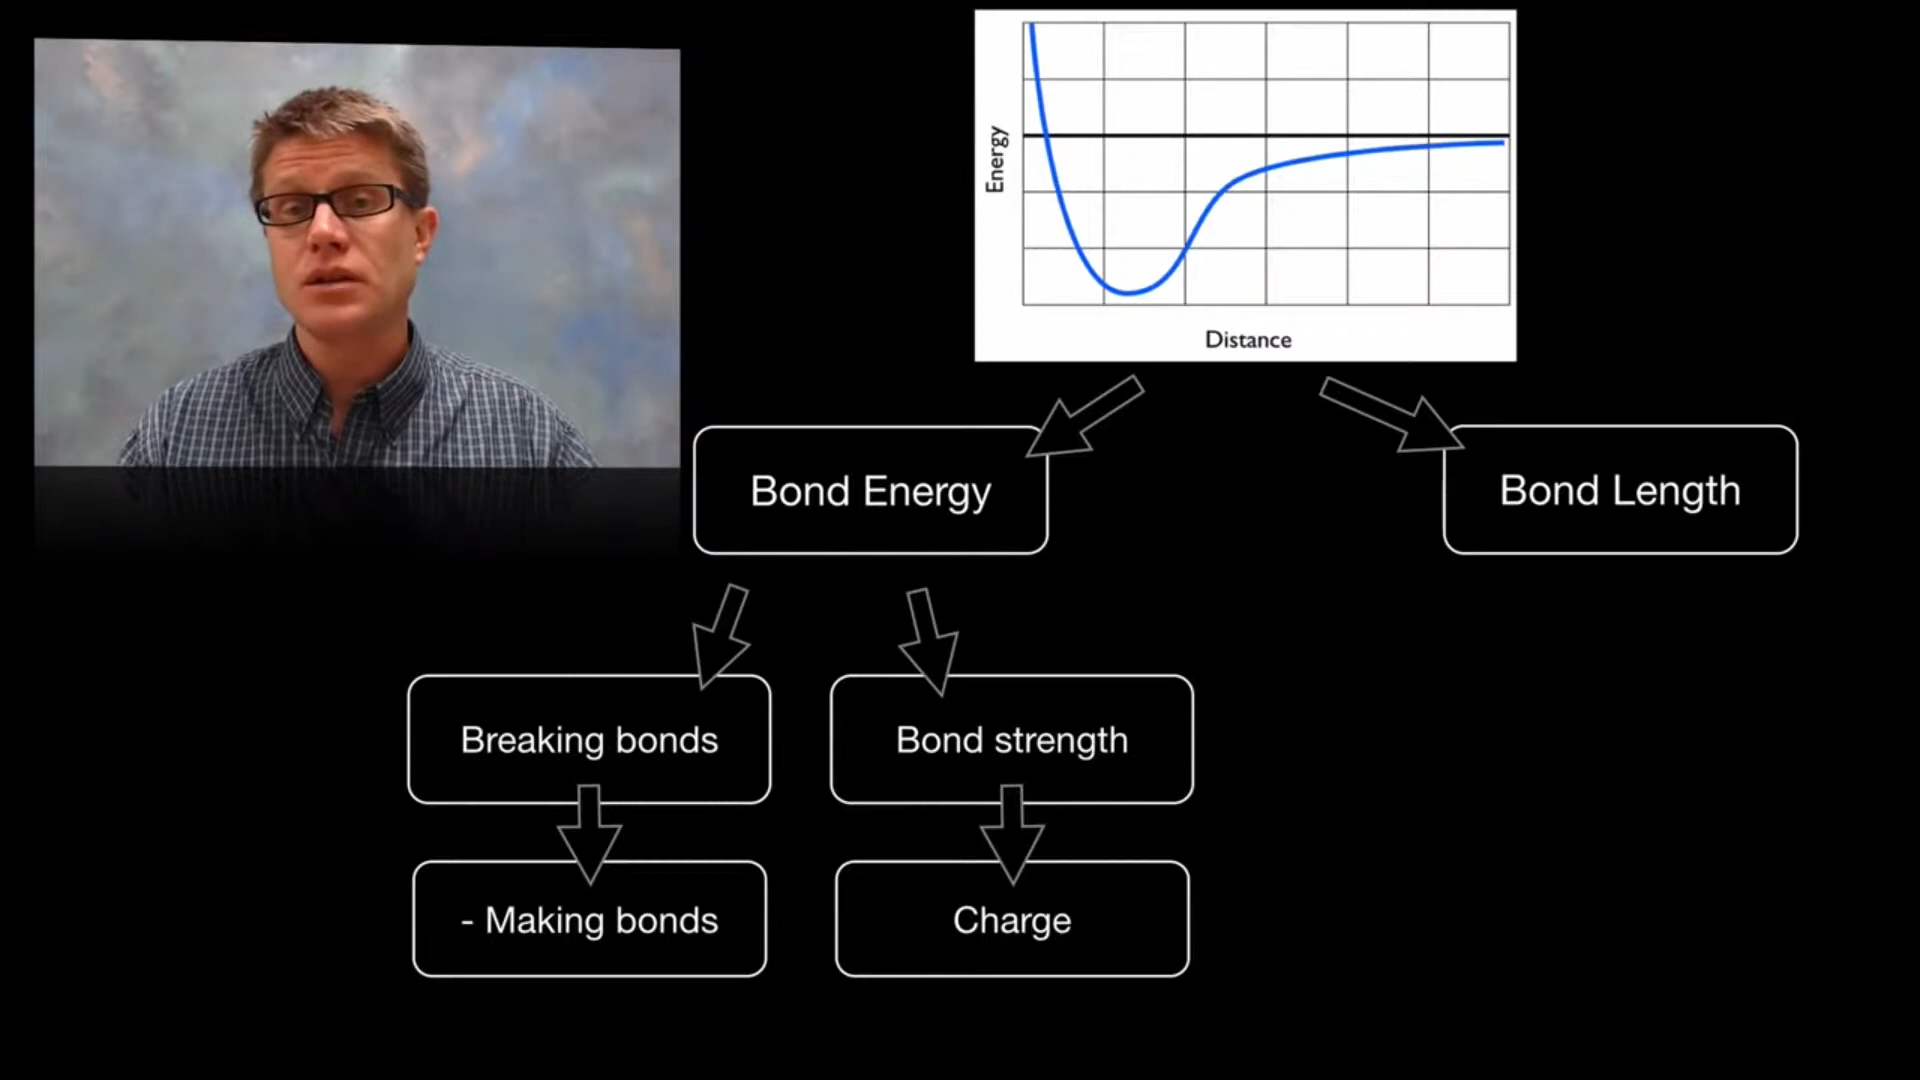 Energy
Distance
Bond Energy
Bond Length
Breaking bonds
Bond strength
- Making bonds
Charge